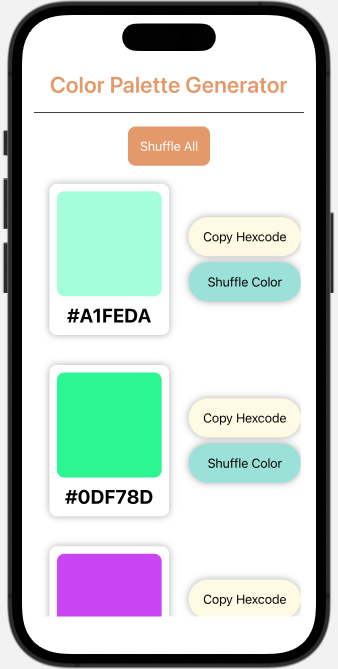 Color Palette Generator
Shuffle All
Copy Hexcode
Shuffle Color
#A1FEDA
Copy Hexcode
Shuffle Color
#0DF78D
Copy Hexcode